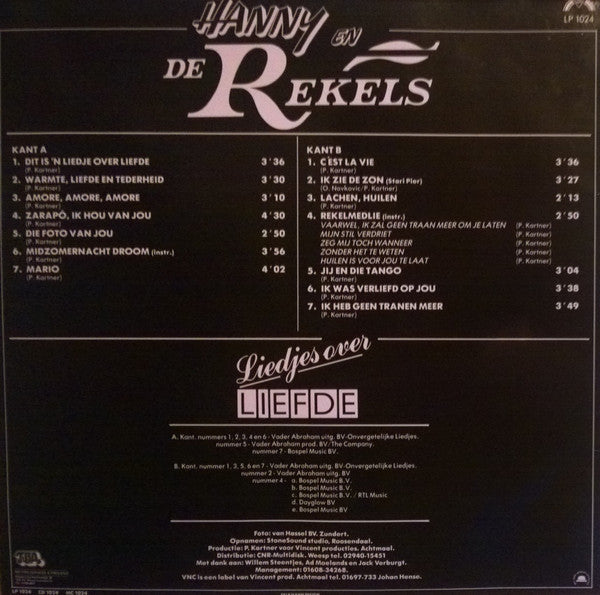 HANNY EN
DE REKELS
LP 1024
KANT A
1. DIT IS 'N LIEDJE OVER LIEFDE 3'36
(P. Kartner)
2. WARMTE, LIEFDE EN TEDERHEID 3'30
(P. Kartner)
3. AMORE, AMORE, AMORE 3'10
(P. Kartner)
4. ZARAPÓ, IK HOU VAN JOU 4'30
(P. Kartner)
5. DIE FOTO VAN JOU 2'50
(P. Kartner)
6. MIDZOMERNACHT DROOM (Instr.) 3'56
(P. Kartner)
7. MARIO 4'02
(P. Kartner)
KANT B
1. C'EST LA VIE 3'36
(P. Kartner)
2. IK ZIE DE ZON (Stari Pier) 3'27
(O. Navkovic/P. Kartner)
3. LACHEN, HUILEN 2'13
(P. Kartner)
4. REKELMEDLIE (Instr.) 2'50
VAARWEL, IK ZAL GEEN TRAAN MEER OM JE LATEN (P. Kartner)
MIJN STIL VERDRIET (P. Kartner)
ZEG MIJ TOCH WANNEER (P. Kartner)
ZONDER HET TE WETEN (P. Kartner)
HUILEN IS VOOR JOU TE LAAT (P. Kartner)
5. JIJ EN DIE TANGO 3'04
(P. Kartner)
6. IK WAS VERLIEFD OP JOU 3'38
(P. Kartner)
7. IK HEB GEEN TRANEN MEER 3'49
(P. Kartner)
Liedjes over
LIEFDE
A. Kant. nummers 1, 2, 3, 4 en 6 - Vader Abraham uitg. BV-Onvergetelijke Liedjes.
nummer 5 - Vader Abraham prod. BV/The Company.
nummer 7 - Bospel Music BV.
B. Kant. nummer 1, 3, 5, 6 en 7 - Vader Abraham uitg. BV-Onvergetelijke Liedjes.
nummer 2 - Vader Abraham uitg. BV
nummer 4 - a. Bospel Music B.V.
b. Bospel Music B.V.
c. Bospel Music B.V. / RTL Music
d. Dayglow BV
e. Bospel Music BV
Foto: van Hassel BV. Zundert.
Opnamen: StoneSound studio, Roosendaal.
Produktie: P. Kartner voor Vincent producties. Achtmaal.
Distributie: CNR-Multidisk. Weesp tel. 02940-15451
Met dank aan: Willem Steentjes, Ad Moelands en Jack Verburgt.
Management: 01608-34268.
VNC is een label van Vincent prod. Achtmaal tel. 01697-733 Johan Hense.
LP 1024 CD 1024 MC 1024